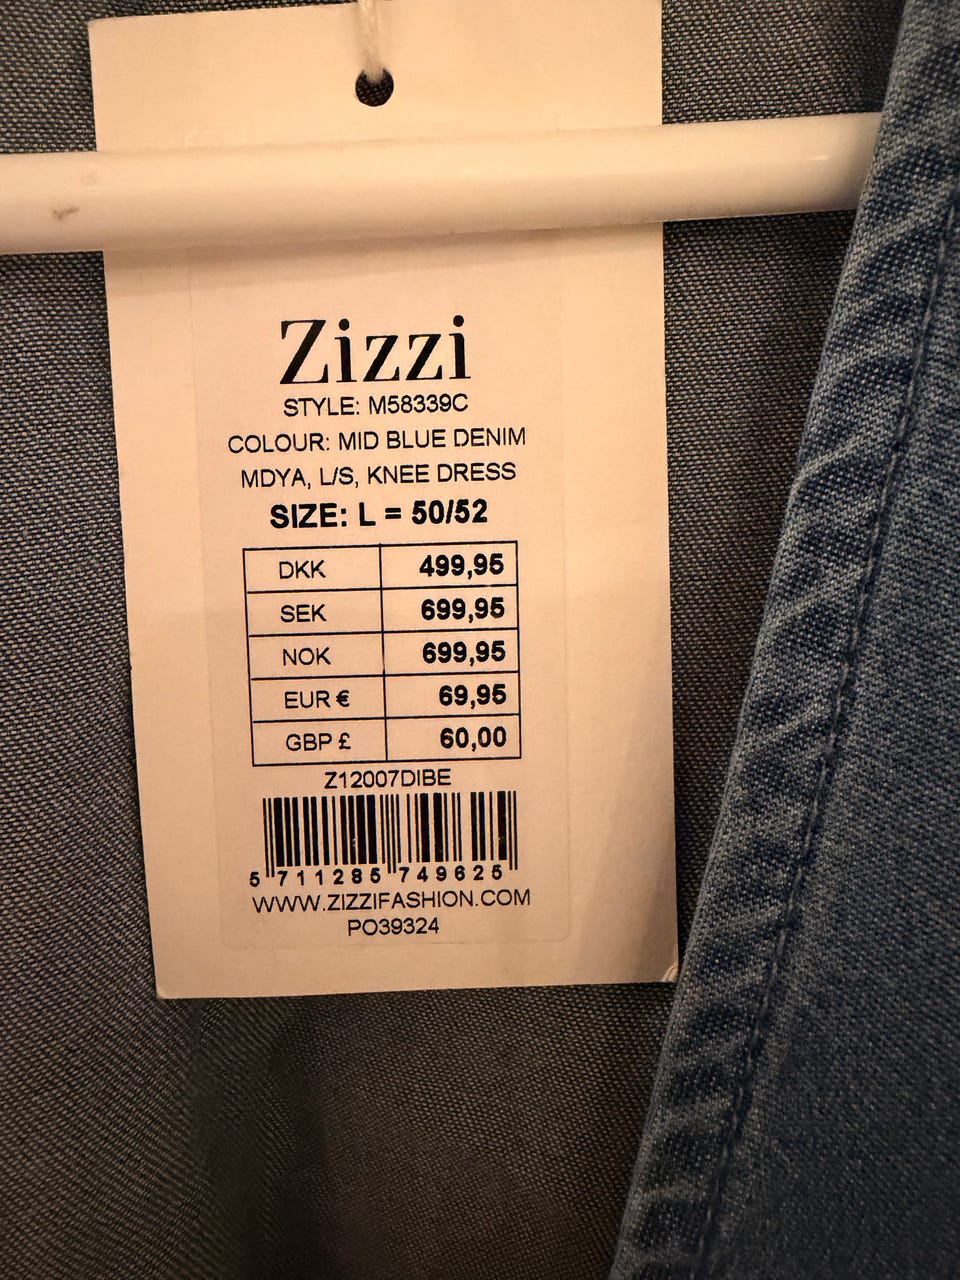 Zizzi
STYLE: M58339C
COLOUR: MID BLUE DENIM
MDYA, L/S, KNEE DRESS
SIZE: L = 50/52
DKK 499,95
SEK 699,95
NOK 699,95
EUR € 69,95
GBP £ 60,00
Z12007DIBE
5 711285 749625
WWW.ZIZZIFASHION.COM
PO39324